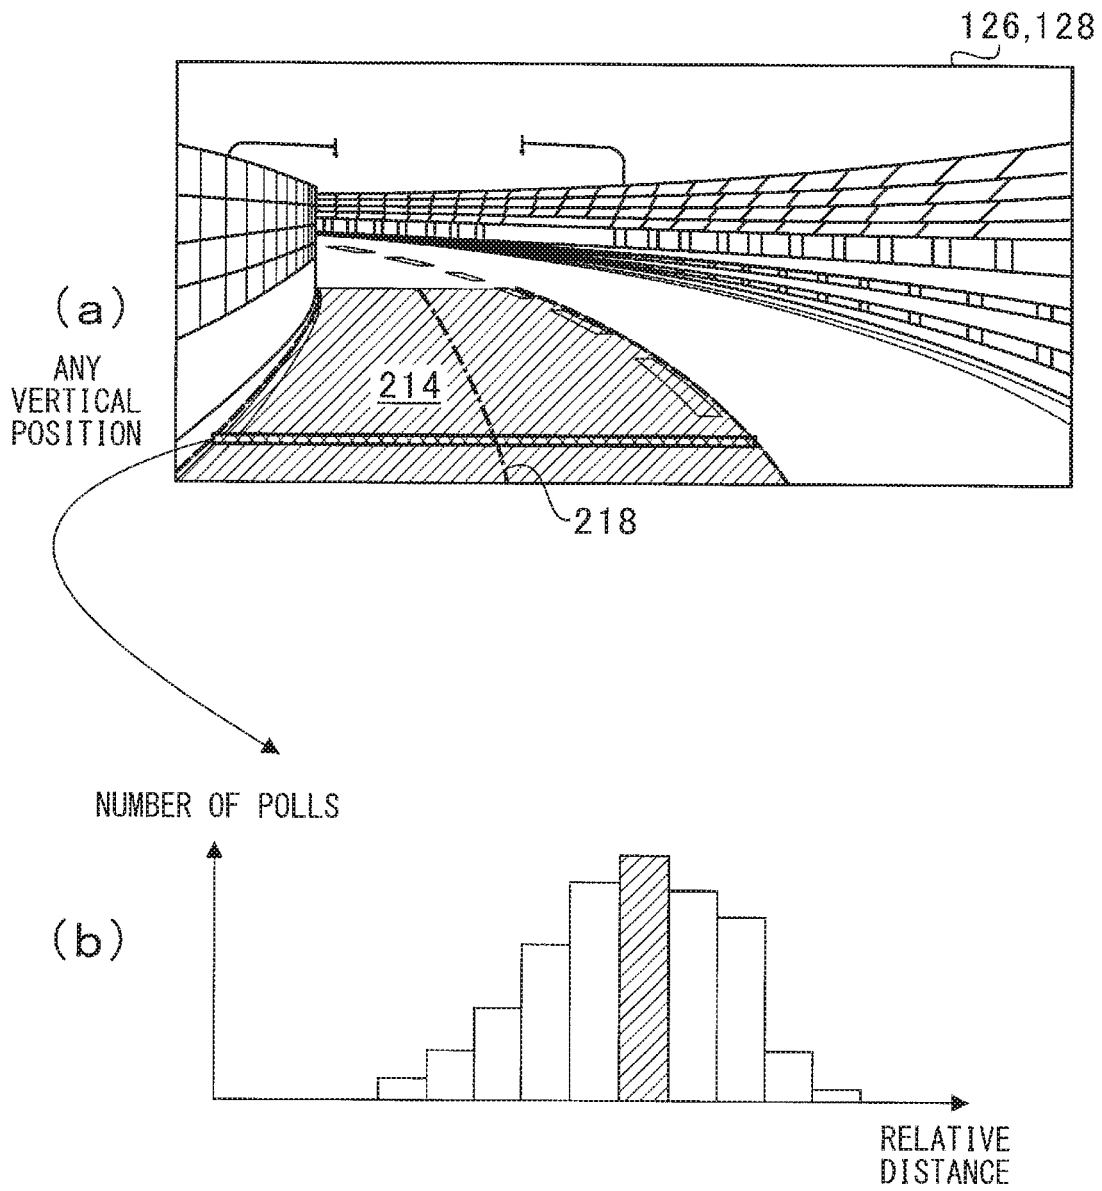 126,128
(a)
ANY
VERTICAL
POSITION
214
218
NUMBER OF POLLS
(b)
RELATIVE
DISTANCE